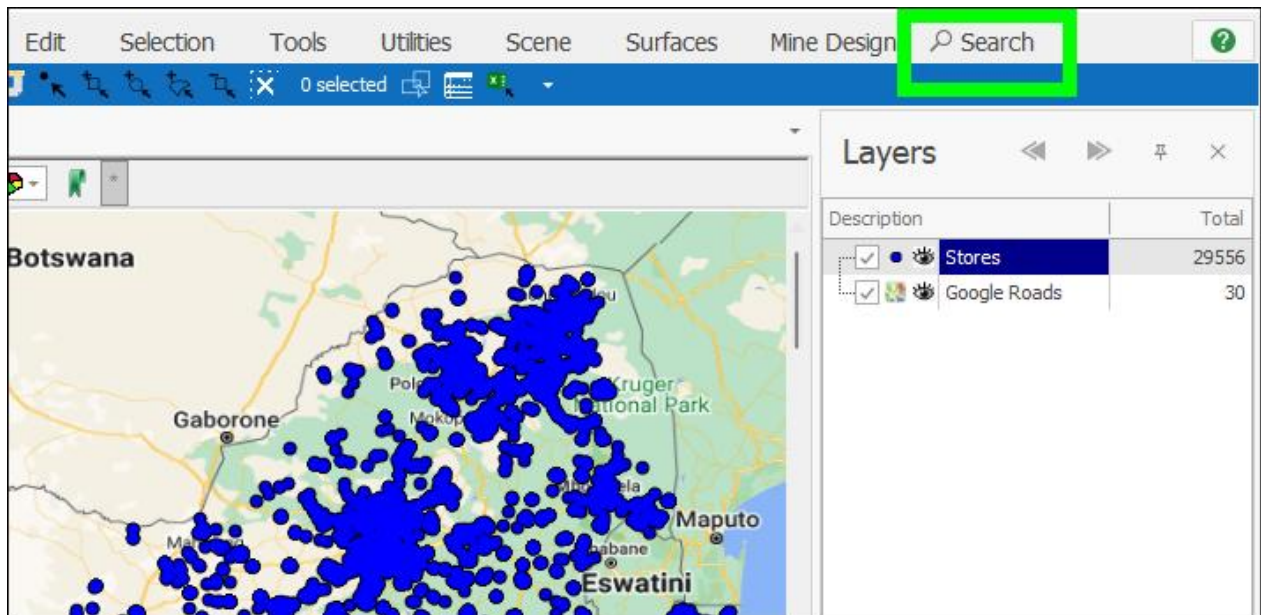 Edit Selection Tools Utilities Scene Surfaces Mine Design Search ?
0 selected
Layers
Description Total
Stores 29556
Google Roads 30
Botswana
Kruger
National Park
Gaborone
Maputo
Eswatini